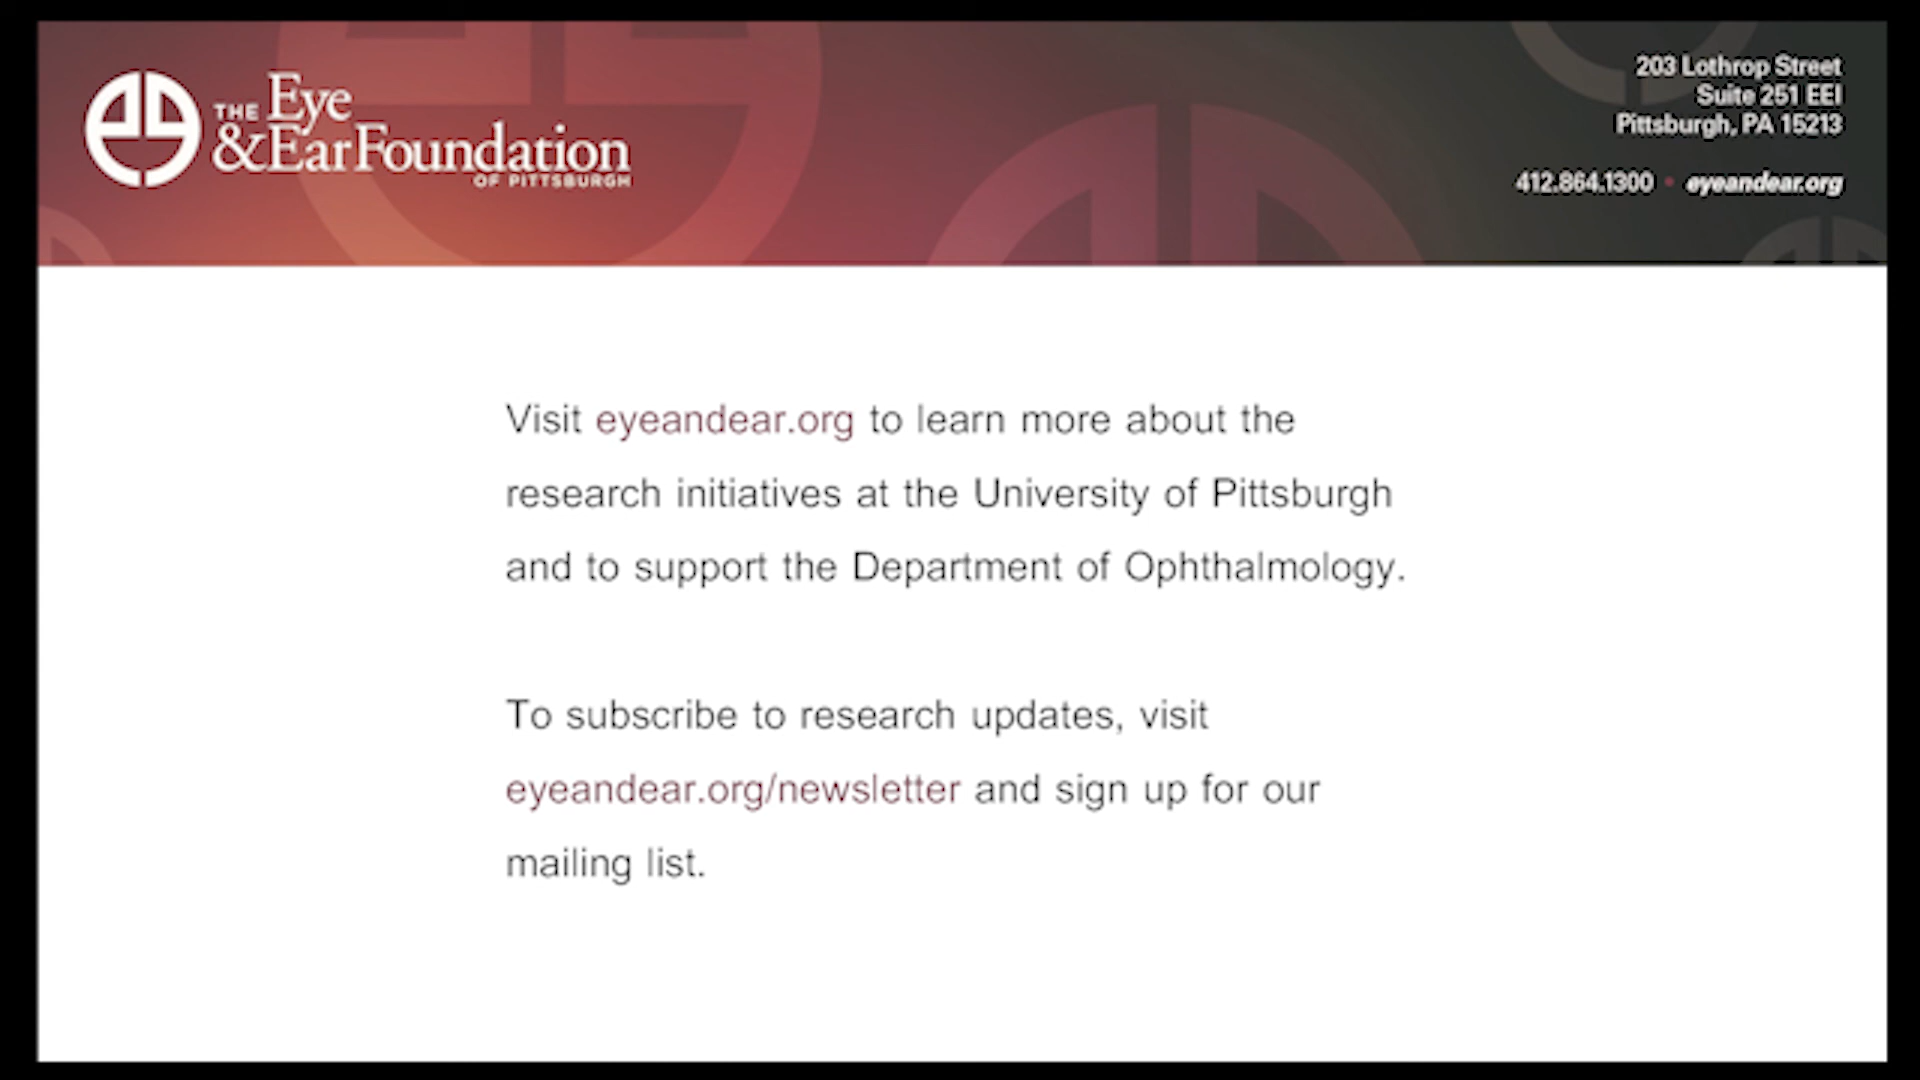 THE Eye
&Ear Foundation
OF PITTSBURGH
203 Lothrop Street
Suite 251 EEI
Pittsburgh, PA 15213
412.864.1300 • eyeandear.org
Visit eyeandear.org to learn more about the
research initiatives at the University of Pittsburgh
and to support the Department of Ophthalmology.
To subscribe to research updates, visit
eyeandear.org/newsletter and sign up for our
mailing list.